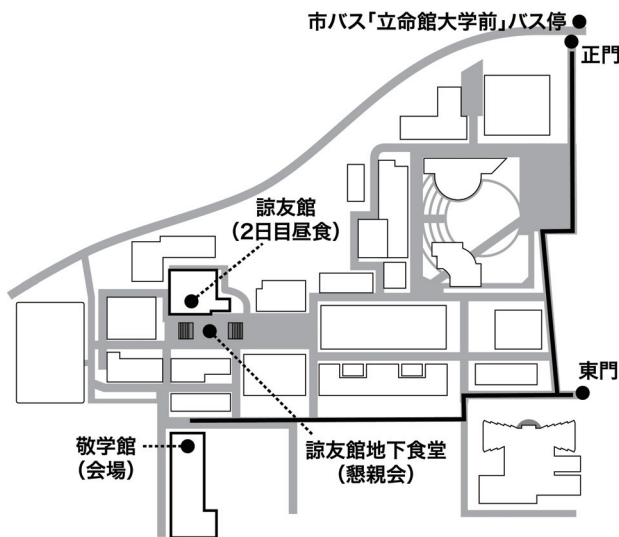 市バス「立命館大学前」バス停
正門
諒友館
(2日目昼食)
東門
敬学館
(会場)
諒友館地下食堂
(懇親会)